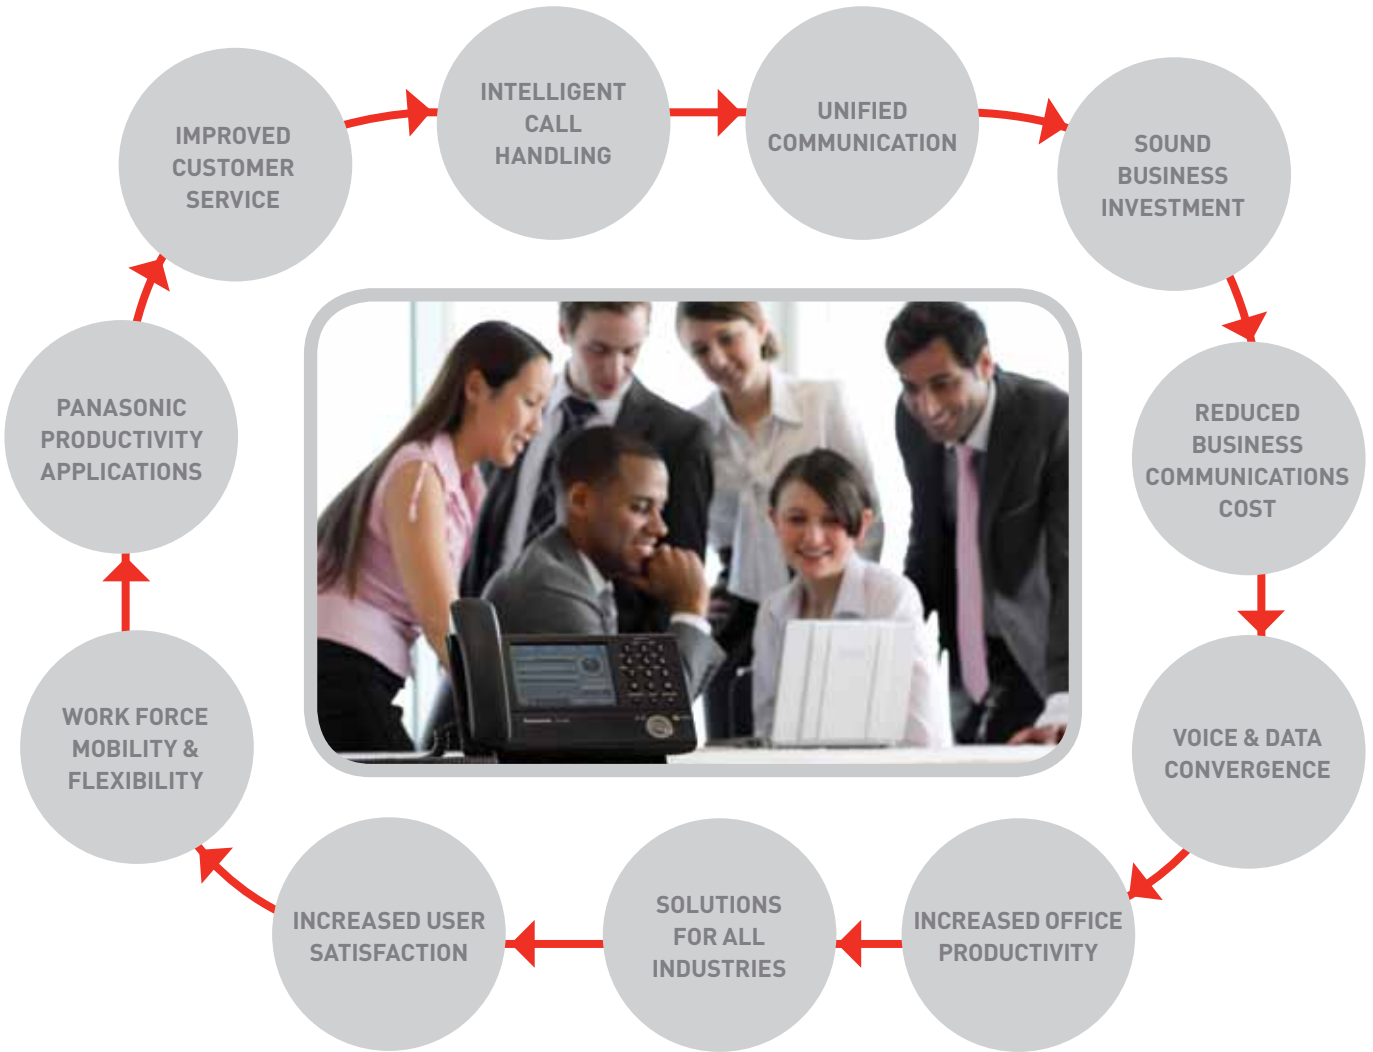 IMPROVED
CUSTOMER
SERVICE
INTELLIGENT
CALL
HANDLING
UNIFIED
COMMUNICATION
SOUND
BUSINESS
INVESTMENT
REDUCED
BUSINESS
COMMUNICATIONS
COST
VOICE & DATA
CONVERGENCE
INCREASED OFFICE
PRODUCTIVITY
SOLUTIONS
FOR ALL
INDUSTRIES
INCREASED USER
SATISFACTION
WORK FORCE
MOBILITY &
FLEXIBILITY
PANASONIC
PRODUCTIVITY
APPLICATIONS